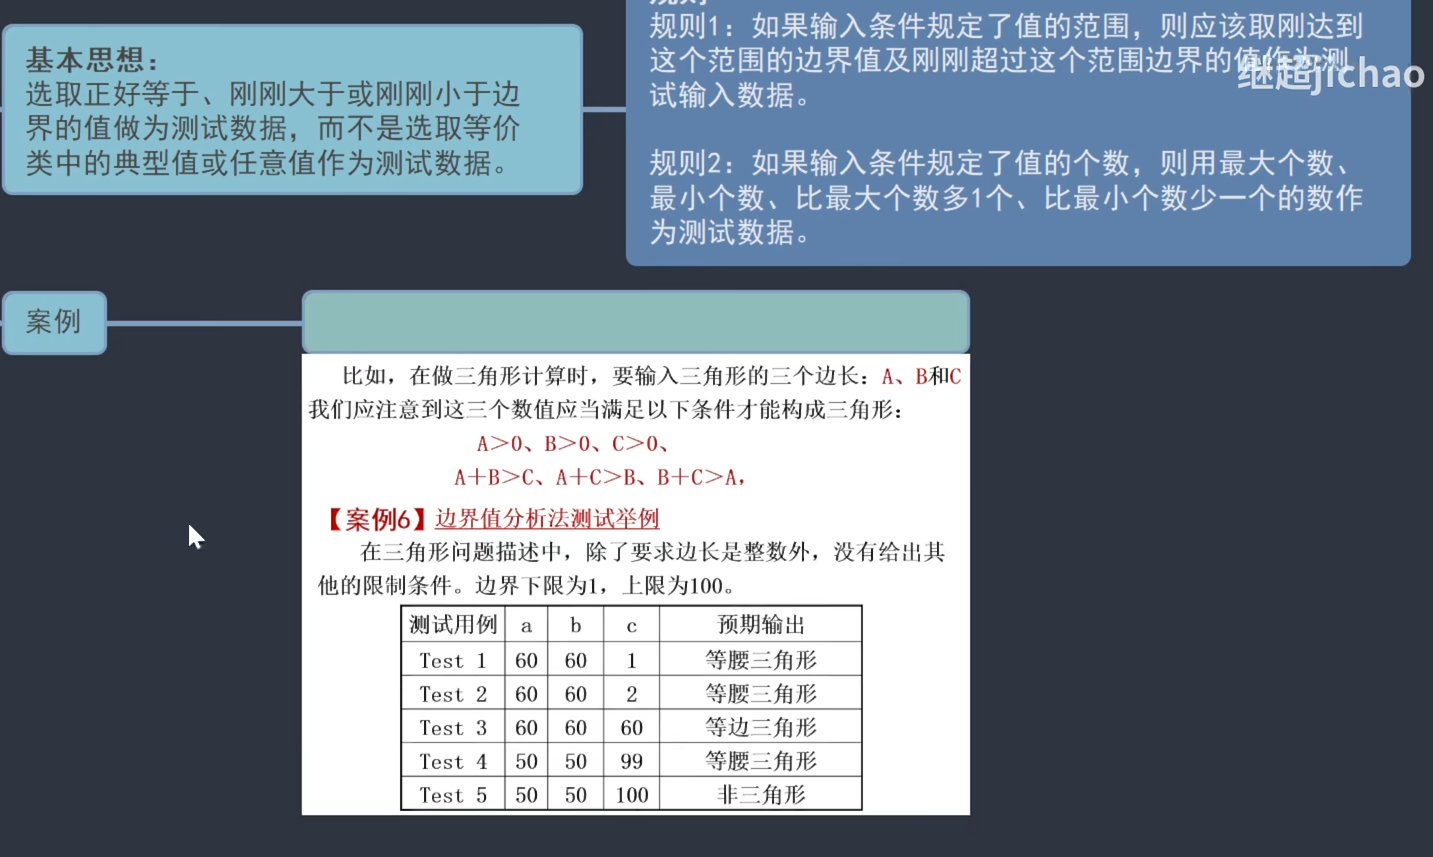 基本思想：
选取正好等于、刚刚大于或刚刚小于边
界的值做为测试数据，而不是选取等价
类中的典型值或任意值作为测试数据。
规则1：如果输入条件规定了值的范围，则应该取刚达到
这个范围的边界值及刚刚超过这个范围边界的值作为测
试输入数据。
规则2：如果输入条件规定了值的个数，则用最大个数、
最小个数、比最大个数多1个、比最小个数少一个的数作
为测试数据。
继超jichao
案例
比如，在做三角形计算时，要输入三角形的三个边长：A、B和C
我们应注意到这三个数值应当满足以下条件才能构成三角形：
A＞0、B＞0、C＞0、
A＋B＞C、A＋C＞B、B＋C＞A，
【案例6】边界值分析法测试举例
在三角形问题描述中，除了要求边长是整数外，没有给出其
他的限制条件。边界下限为1，上限为100。
测试用例 a b c 预期输出
Test 1 60 60 1 等腰三角形
Test 2 60 60 2 等腰三角形
Test 3 60 60 60 等边三角形
Test 4 50 50 99 等腰三角形
Test 5 50 50 100 非三角形